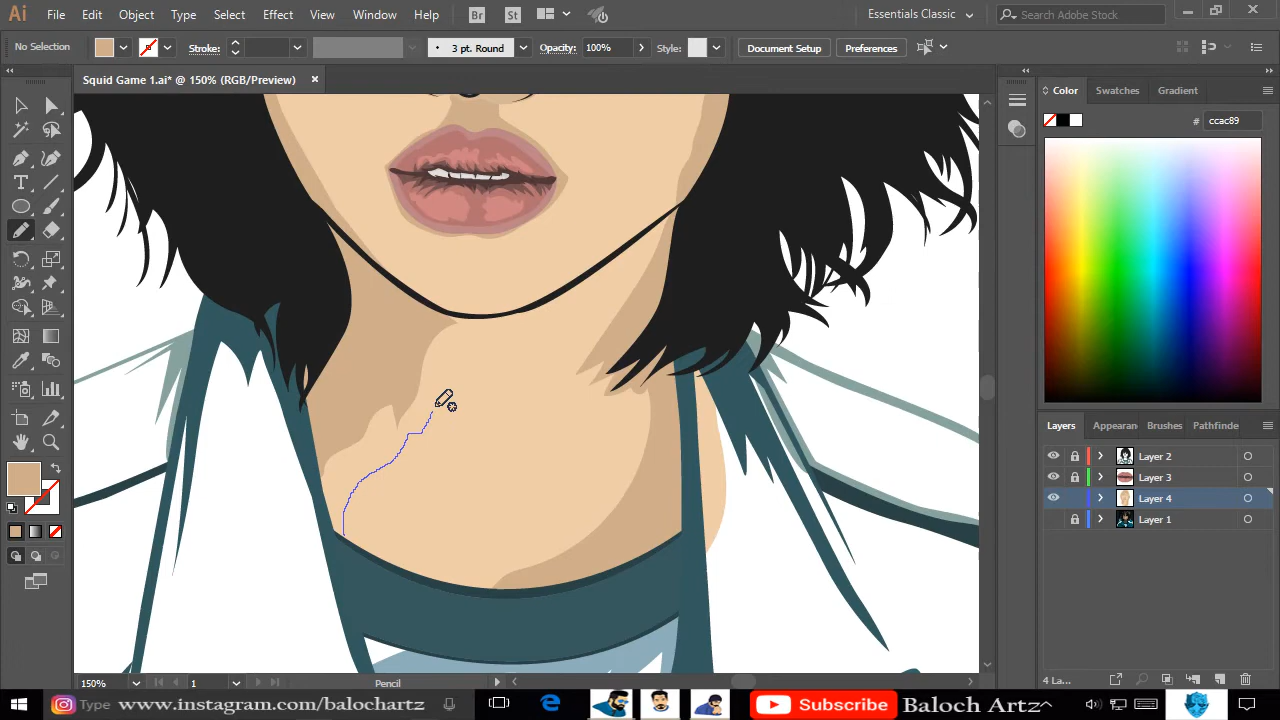 Ai File Edit Object Type Select Effect View Window Help Br St Essentials Classic Search Adobe Stock
No Selection Stroke: 3 pt. Round Opacity: 100% Style: Document Setup Preferences
Squid Game 1.ai* @ 150% (RGB/Preview) ×
Color Swatches Gradient
# ccac89
Layers Appearan Brushes Pathfinde
Layer 2
Layer 3
Layer 4
Layer 1
4 La...
150% 1 Pencil
Type www.instagram.com/balochartz Subscribe Baloch Artz